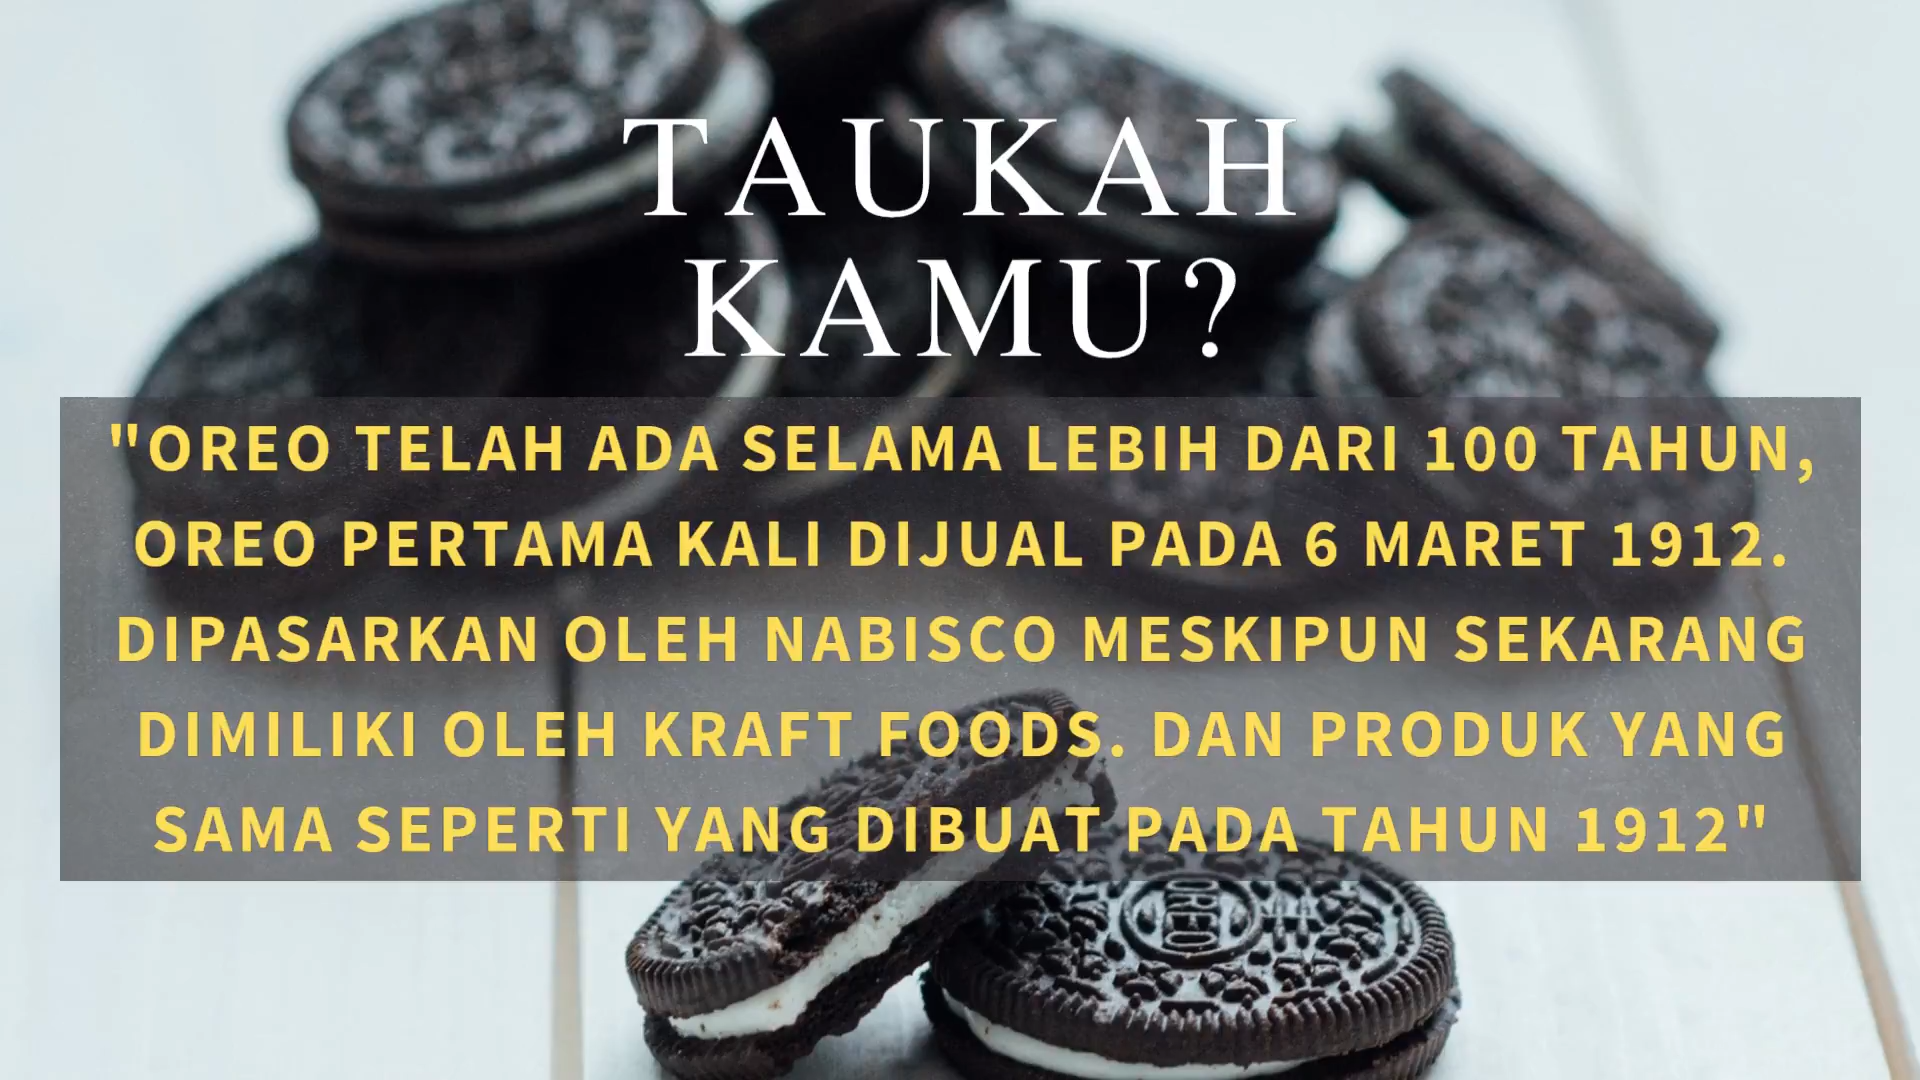 TAUKAH
KAMU?
"OREO TELAH ADA SELAMA LEBIH DARI 100 TAHUN,
OREO PERTAMA KALI DIJUAL PADA 6 MARET 1912.
DIPASARKAN OLEH NABISCO MESKIPUN SEKARANG
DIMILIKI OLEH KRAFT FOODS. DAN PRODUK YANG
SAMA SEPERTI YANG DIBUAT PADA TAHUN 1912"
OREO